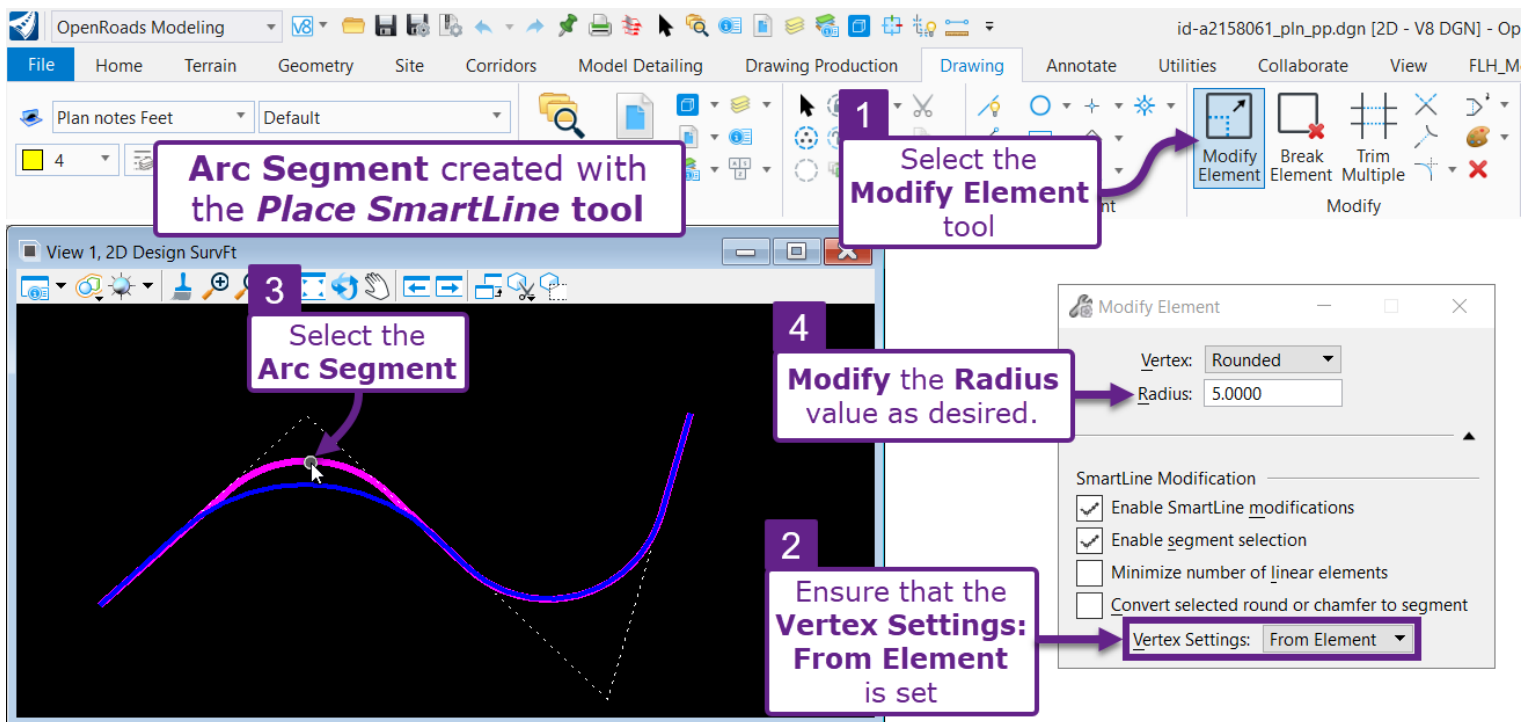 OpenRoads Modeling
V8
id-a2158061_pln_pp.dgn [2D - V8 DGN] - Op
File Home Terrain Geometry Site Corridors Model Detailing Drawing Production Drawing Annotate Utilities Collaborate View FLH_M
Plan notes Feet
Default
4
Arc Segment created with
the Place SmartLine tool
1
Select the
Modify Element
tool
Modify
Element
Break
Element
Trim
Multiple
Modify
View 1, 2D Design SurvFt
3
Select the
Arc Segment
4
Modify the Radius
value as desired.
2
Ensure that the
Vertex Settings:
From Element
is set
Modify Element
Vertex: Rounded
Radius: 5.0000
SmartLine Modification
Enable SmartLine modifications
Enable segment selection
Minimize number of linear elements
Convert selected round or chamfer to segment
Vertex Settings: From Element